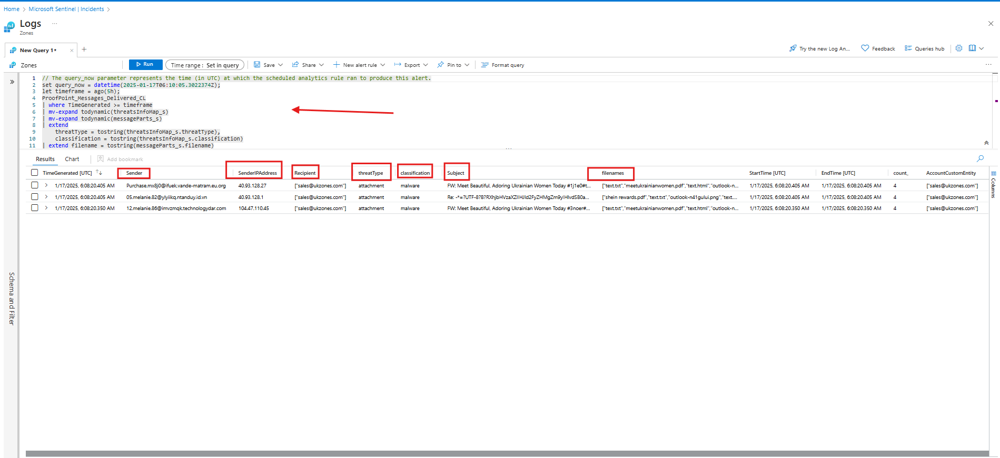 Home > Microsoft Sentinel | Incidents >
Logs ...
Zones
New Query 1* × +
Try the new Log An... Feedback Queries hub
Zones Run Time range : Set in query Save Share New alert rule Export Pin to Format query ...
1 // The query_now parameter represents the time (in UTC) at which the scheduled analytics rule ran to produce this alert.
2 set query_now = datetime(2025-01-17T06:10:05.3022374Z);
3 let timeframe = ago(5h);
4 ProofPoint_Messages_Delivered_CL
5 | where TimeGenerated >= timeframe
6 | mv-expand todynamic(threatsInfoMap_s)
7 | mv-expand todynamic(messageParts_s)
8 | extend
9 threatType = tostring(threatsInfoMap_s.threatType),
10 classification = tostring(threatsInfoMap_s.classification)
11 | extend filename = tostring(messageParts_s.filename)
Results Chart Add bookmark
TimeGenerated [UTC] Sender SenderIPAddress Recipient threatType classification Subject filenames StartTime [UTC] EndTime [UTC] count_ AccountCustomEntity
1/17/2025, 6:08:20.405 AM Purchase.mx8j0@ifuek.vande-matram.eu.org 40.93.128.27 ["sales@ukzones.com"] attachment malware FW: Meet Beautiful, Adoring Ukrainian Women Today #1j1e0#t... ["text.txt","meetukrainianwomen.pdf","text.html","outlook-n... 1/17/2025, 6:08:20.405 AM 1/17/2025, 6:08:20.405 AM 4 ["sales@ukzones.com"]
1/17/2025, 6:08:20.405 AM 05.melanie.82@ylyiikq.ntanduy.id.vn 40.93.128.1 ["sales@ukzones.com"] attachment malware ["shein rewards.pdf","text.txt","outlook-n41gului.png","text.... 1/17/2025, 6:08:20.405 AM 1/17/2025, 6:08:20.405 AM 4 ["sales@ukzones.com"]
1/17/2025, 6:08:20.350 AM 12.melanie.86@imvzmqk.technologydar.com 104.47.110.45 ["sales@ukzones.com"] attachment malware FW: Meet Beautiful, Adoring Ukrainian Women Today #3noer#... ["text.txt","meetukrainianwomen.pdf","text.html","outlook-n... 1/17/2025, 6:08:20.350 AM 1/17/2025, 6:08:20.350 AM 4 ["sales@ukzones.com"]
Columns
Schema and Filter